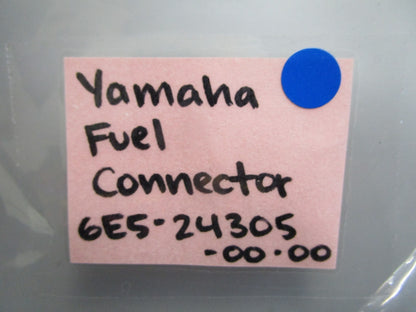 Yamaha
Fuel
Connector
6E5-24305
-00-00